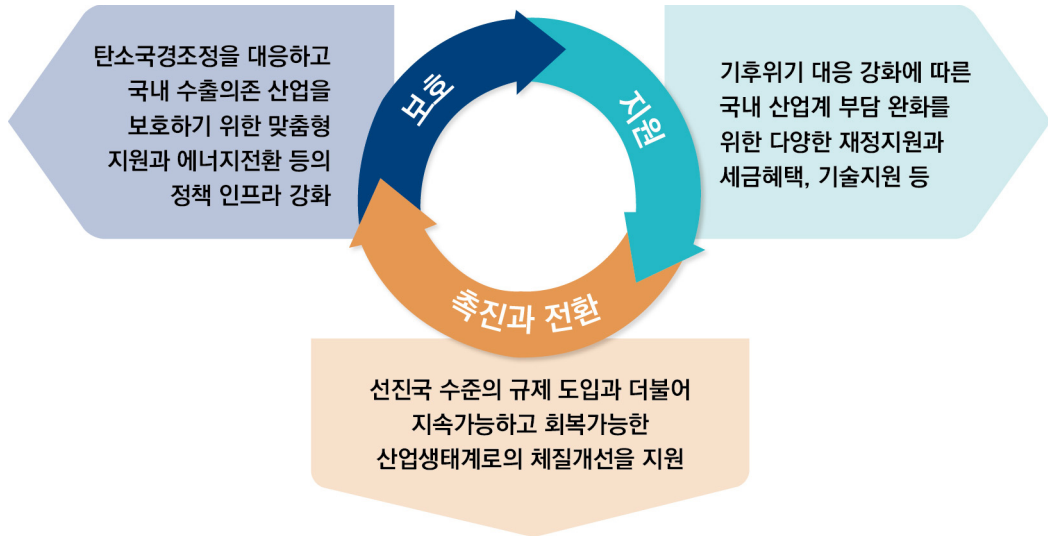 보호
탄소국경조정을 대응하고
국내 수출의존 산업을
보호하기 위한 맞춤형
지원과 에너지전환 등의
정책 인프라 강화
지원
기후위기 대응 강화에 따른
국내 산업계 부담 완화를
위한 다양한 재정지원과
세금혜택, 기술지원 등
촉진과 전환
선진국 수준의 규제 도입과 더불어
지속가능하고 회복가능한
산업생태계로의 체질개선을 지원